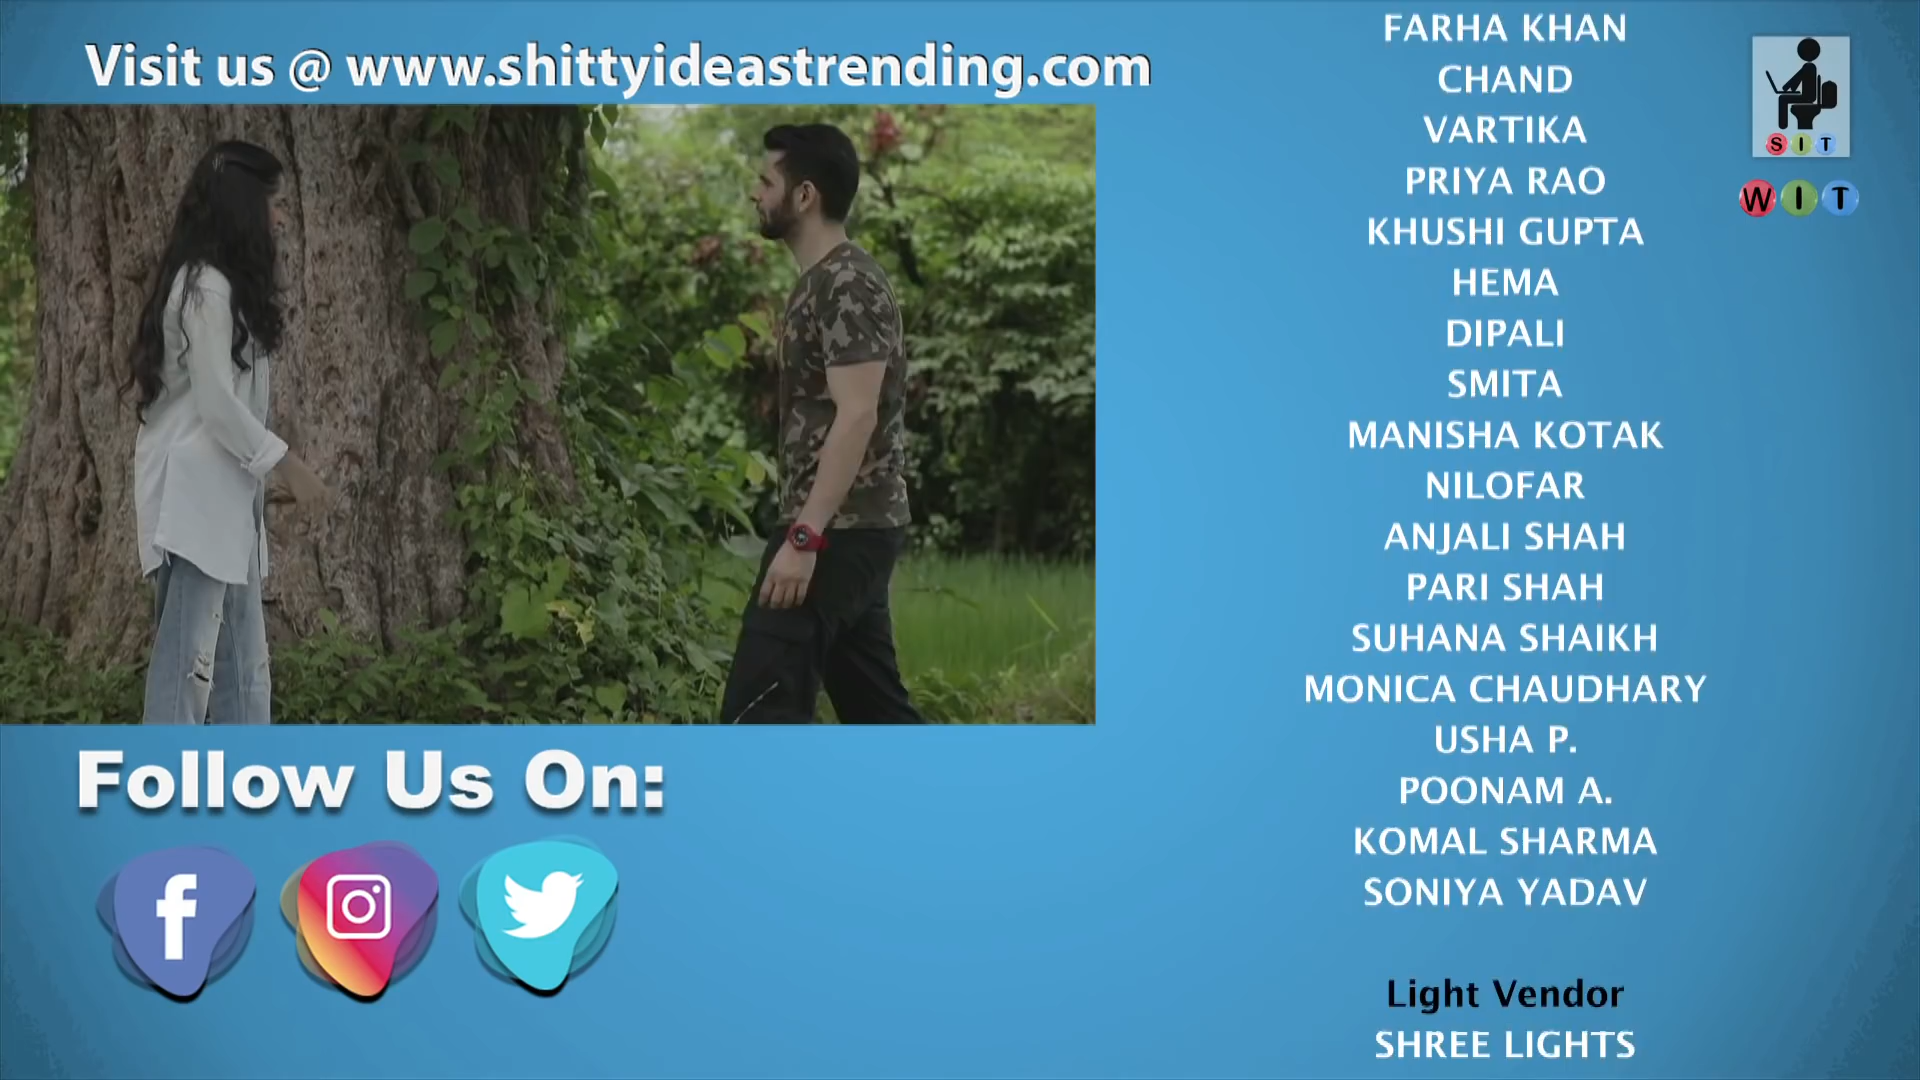 Visit us @ www.shittyideastrending.com
FARHA KHAN
CHAND
VARTIKA
PRIYA RAO
KHUSHI GUPTA
HEMA
DIPALI
SMITA
MANISHA KOTAK
NILOFAR
ANJALI SHAH
PARI SHAH
SUHANA SHAIKH
MONICA CHAUDHARY
USHA P.
POONAM A.
KOMAL SHARMA
SONIYA YADAV
Light Vendor
SHREE LIGHTS
SIT
WIT
Follow Us On: